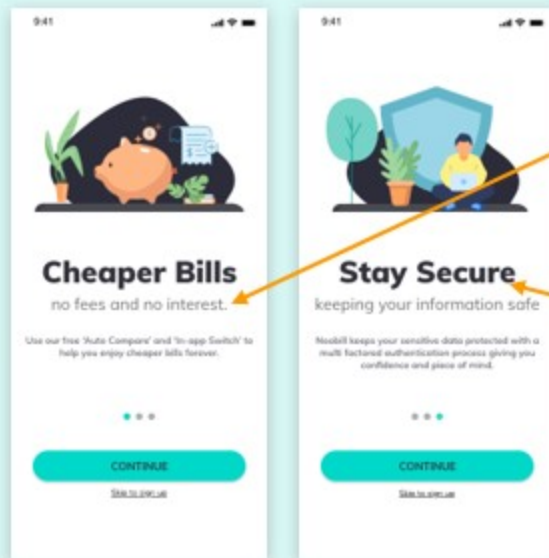 9:41
Cheaper Bills
no fees and no interest.
Use our free 'Auto Compare' and 'In-app Switch' to
help you enjoy cheaper bills forever.
CONTINUE
Skip to sign up
9:41
Stay Secure
keeping your information safe
Noobill keeps your sensitive data protected with a
multi factored authentication process giving you
confidence and piece of mind.
CONTINUE
Skip to sign up